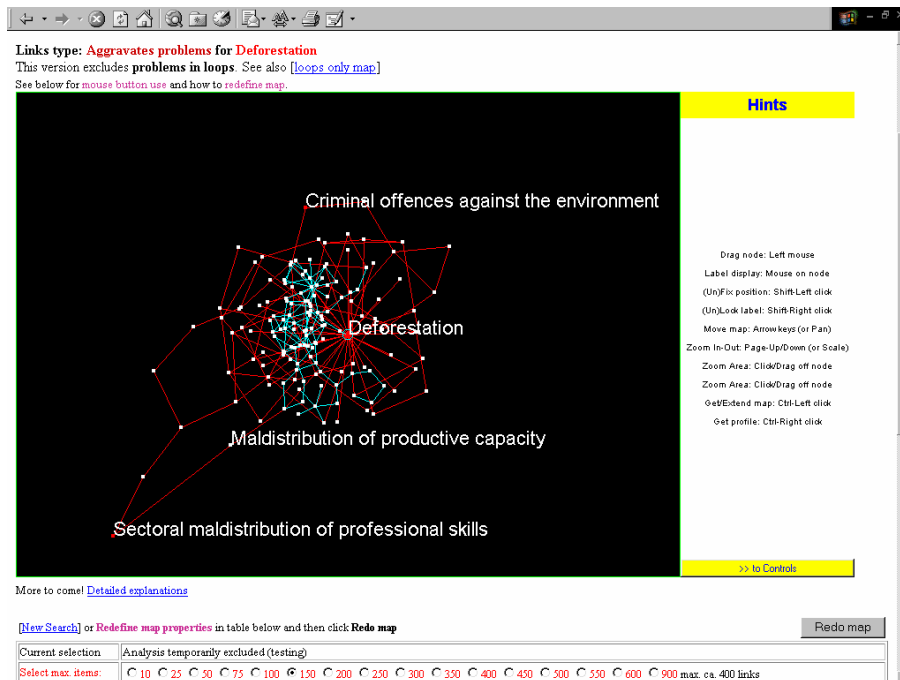 Links type: Aggravates problems for Deforestation
This version excludes problems in loops. See also [loops only map]
See below for mouse button use and how to redefine map.
Hints
Criminal offences against the environment
Deforestation
Maldistribution of productive capacity
Sectoral maldistribution of professional skills
Drag node: Left mouse
Label display: Mouse on node
(Un)Fix position: Shift-Left click
(Un)Lock label: Shift-Right click
Move map: Arrow keys (or Pan)
Zoom In-Out: Page-Up/Down (or Scale)
Zoom Area: Click/Drag off node
Zoom Area: Click/Drag off node
Get/Extend map: Ctrl-Left click
Get profile: Ctrl-Right click
>> to Controls
More to come! Detailed explanations
[New Search] or Redefine map properties in table below and then click Redo map
Redo map
Current selection Analysis temporarily excluded (testing)
Select max. items: 10 25 50 75 100 150 200 250 300 350 400 450 500 550 600 900 max. ca. 400 links